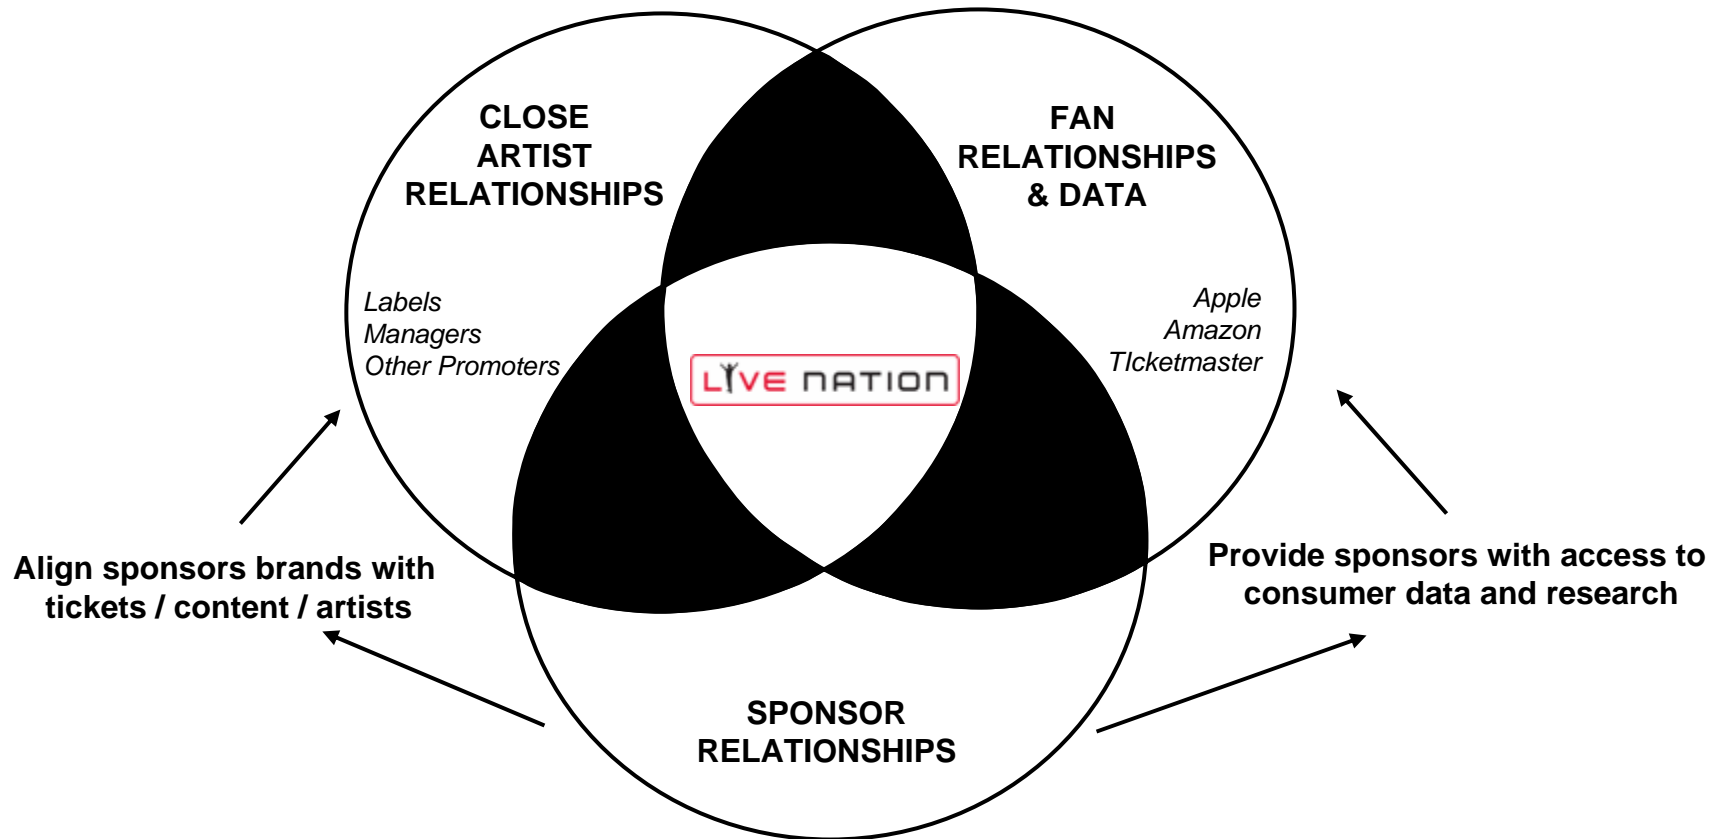 CLOSE
ARTIST
RELATIONSHIPS
FAN
RELATIONSHIPS
& DATA
Labels
Managers
Other Promoters
Apple
Amazon
TIcketmaster
LIVE NATION
Align sponsors brands with
tickets / content / artists
Provide sponsors with access to
consumer data and research
SPONSOR
RELATIONSHIPS